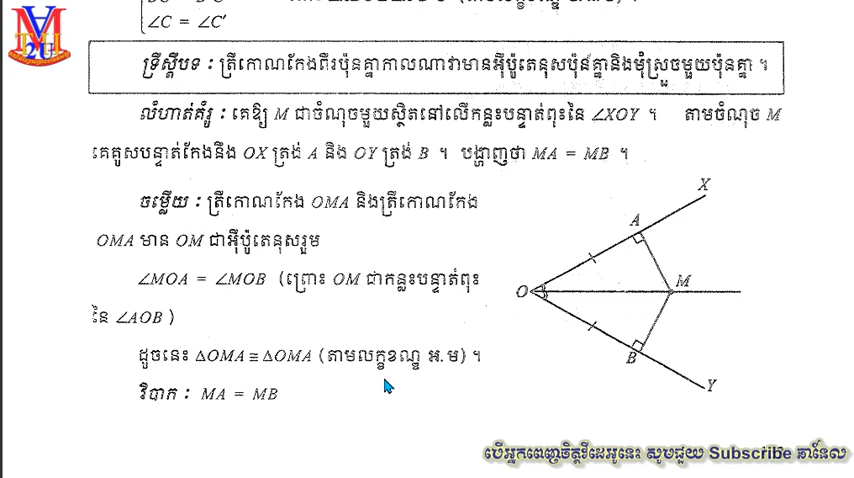 ∠C = ∠C′
ទ្រឹស្តីបទ : ត្រីកោណកែងពីរប៉ុនគ្នាកាលណាវាមានអ៊ីប៉ូតេនុសប៉ុនគ្នានិងមុំស្រួចមួយប៉ុនគ្នា ។
លំហាត់គំរូ : គេឱ្យ M ជាចំណុចមួយស្ថិតនៅលើកន្លះបន្ទាត់ពុះនៃ ∠XOY ។ តាមចំណុច M
គេគូសបន្ទាត់កែងនឹង OX ត្រង់ A និង OY ត្រង់ B ។ បង្ហាញថា MA = MB ។
ចម្លើយ : ត្រីកោណកែង OMA និងត្រីកោណកែង
OMA មាន OM ជាអ៊ីប៉ូតេនុសរួម
∠MOA = ∠MOB (ព្រោះ OM ជាកន្លះបន្ទាត់ពុះ
នៃ ∠AOB )
ដូចនេះ ΔOMA ≅ ΔOMA (តាមលក្ខខណ្ឌ អ.ម) ។
វិបាក : MA = MB
X
A
O
M
B
Y
បើអ្នកពេញចិត្តវីដេអូនេះ សូមជួយ Subscribe ឆានែល